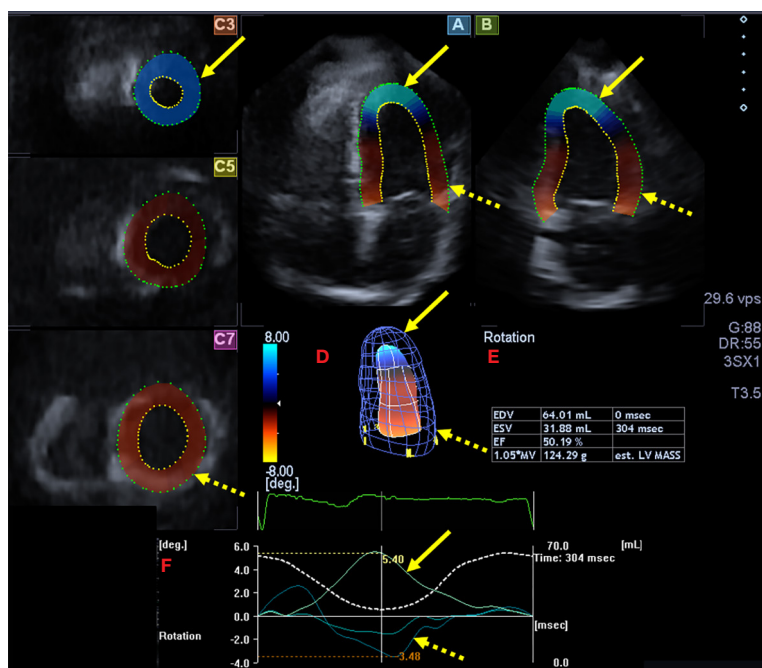 C3
A
B
C5
C7
29.6 vps
G:88
DR:55
3SX1
T3.5
8.00
D
E
Rotation
-8.00
[deg.]
EDV 64.01 mL 0 msec
ESV 31.88 mL 304 msec
EF 50.19 %
1.05*MV 124.29 g est. LV MASS
F
[deg.]
70.0
[mL]
6.0
5.40
Time: 304 msec
4.0
2.0
0.0
[msec]
Rotation
-2.0
-3.48
-4.0
0.0